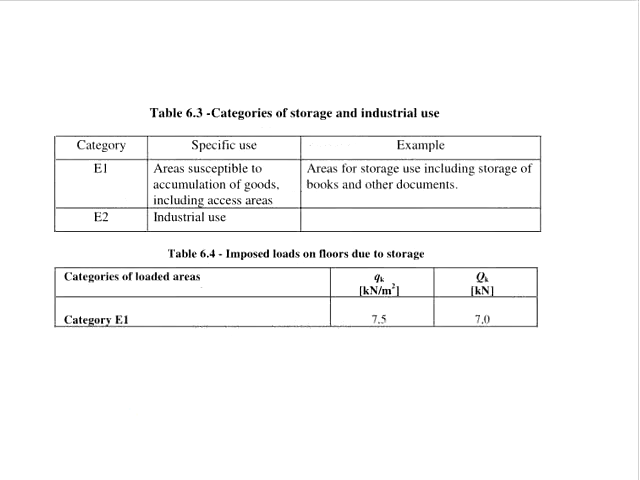 Table 6.3 -Categories of storage and industrial use
Category Specific use Example
E1 Areas susceptible to accumulation of goods, including access areas Areas for storage use including storage of books and other documents.
E2 Industrial use
Table 6.4 - Imposed loads on floors due to storage
Categories of loaded areas qk [kN/m²] Qk [kN]
Category E1 7,5 7,0